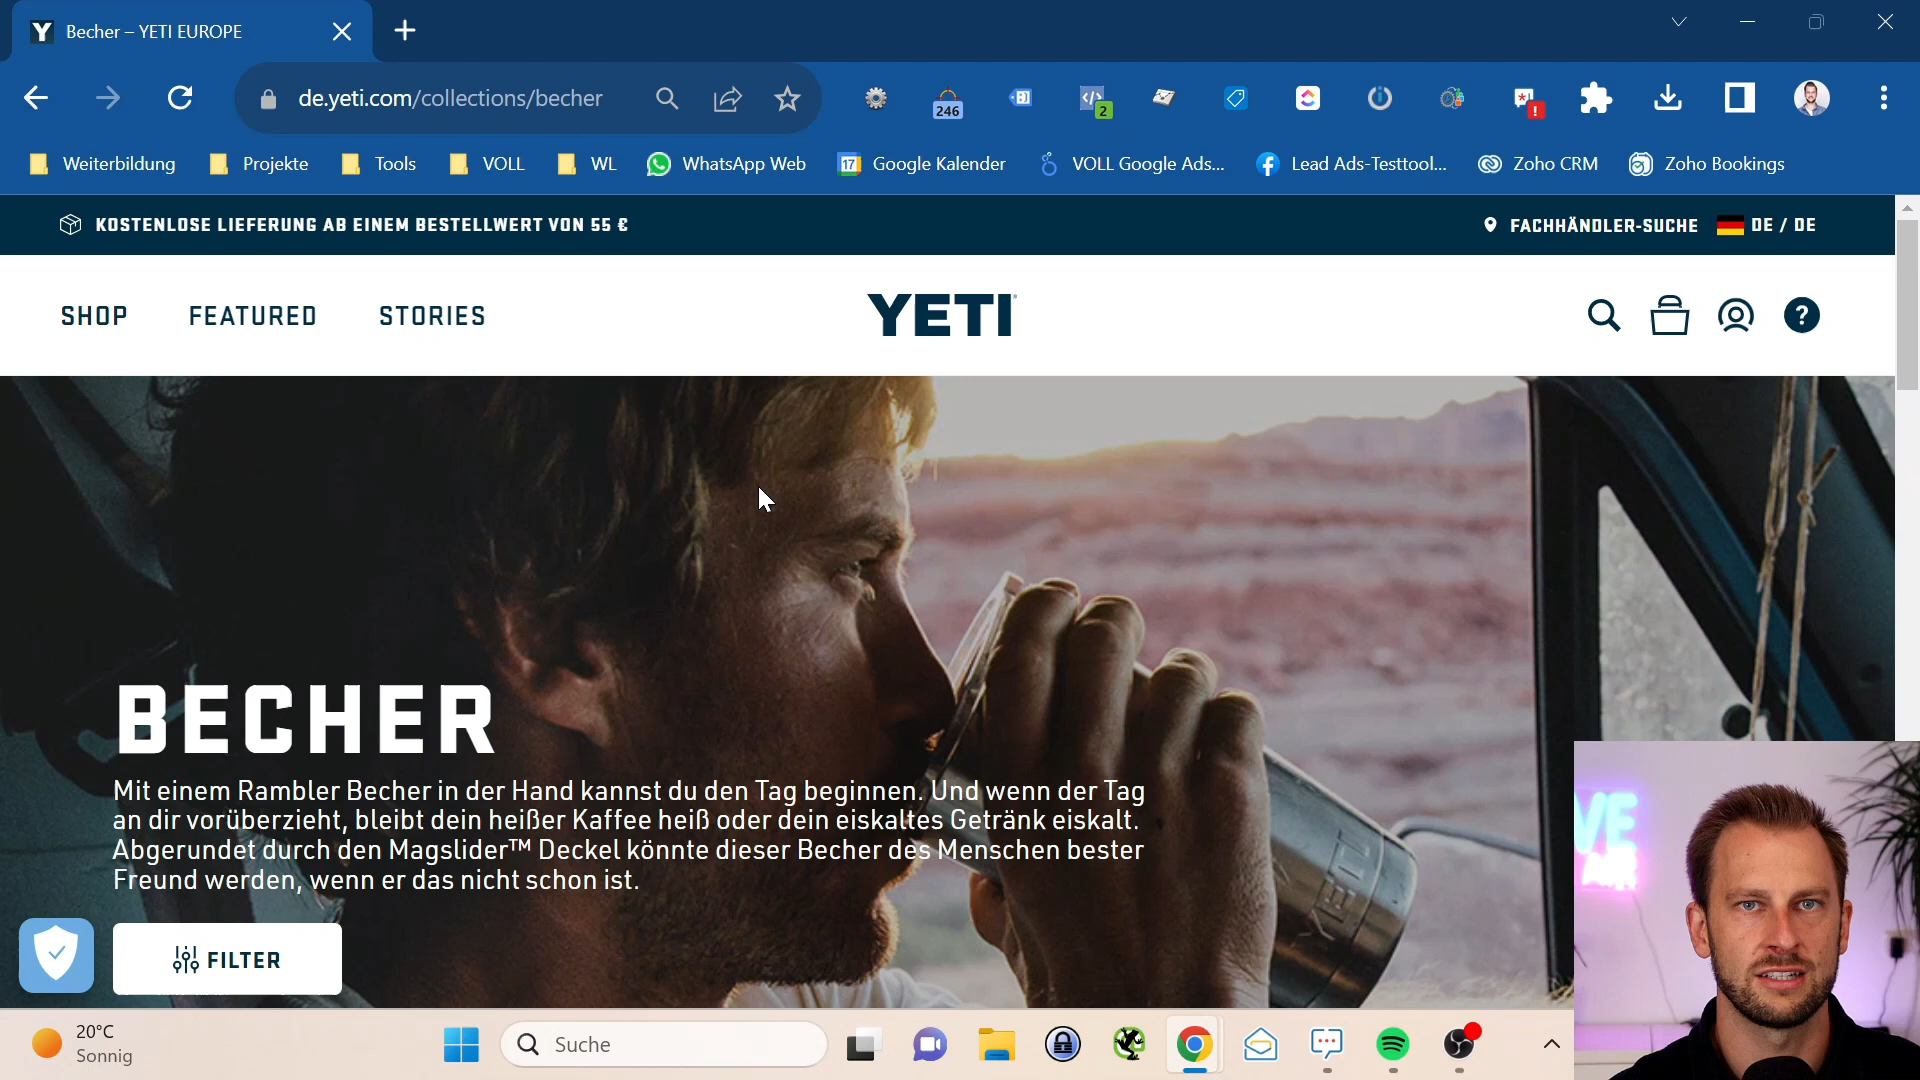 Becher – YETI EUROPE
de.yeti.com/collections/becher
246
2
Weiterbildung
Projekte
Tools
VOLL
WL
WhatsApp Web
17
Google Kalender
VOLL Google Ads...
Lead Ads-Testtool...
Zoho CRM
Zoho Bookings
KOSTENLOSE LIEFERUNG AB EINEM BESTELLWERT VON 55 €
FACHHÄNDLER-SUCHE
DE / DE
SHOP
FEATURED
STORIES
YETI
BECHER
Mit einem Rambler Becher in der Hand kannst du den Tag beginnen. Und wenn der Tag
an dir vorüberzieht, bleibt dein heißer Kaffee heiß oder dein eiskaltes Getränk eiskalt.
Abgerundet durch den Magslider™ Deckel könnte dieser Becher des Menschen bester
Freund werden, wenn er das nicht schon ist.
YETI
FILTER
20°C
Sonnig
Suche